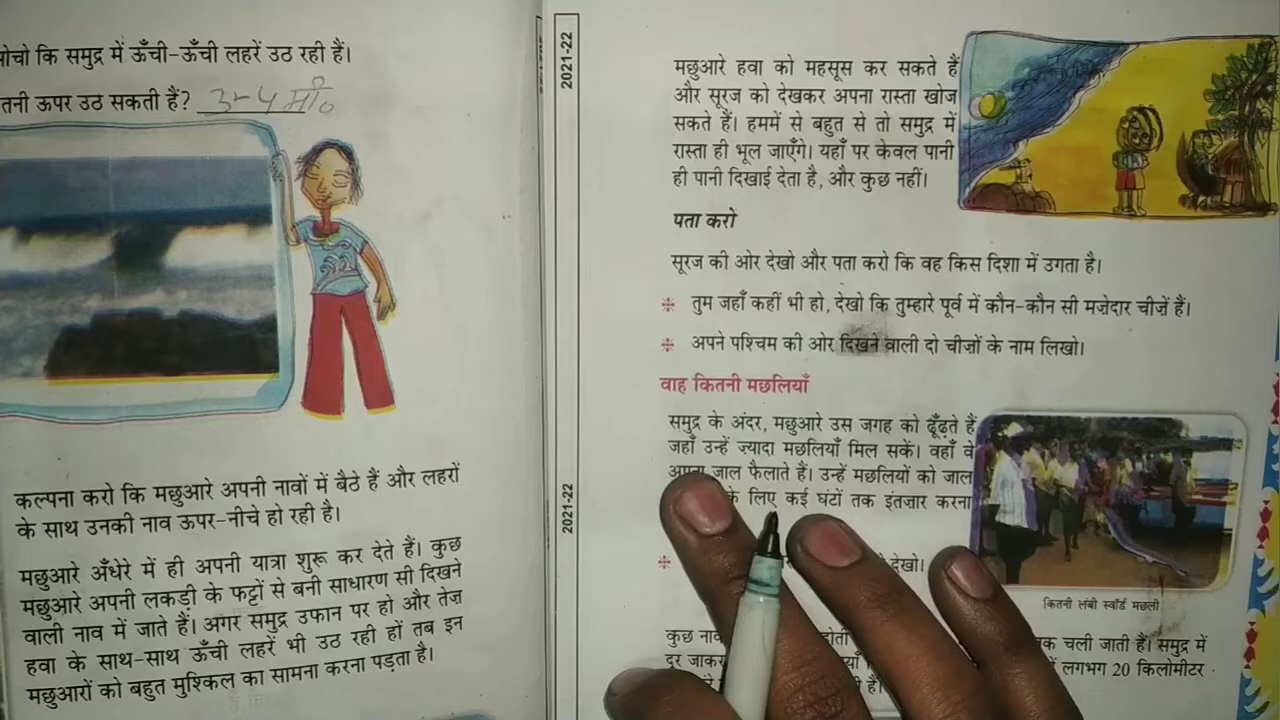 कि समुद्र में ऊँची-ऊँची लहरें उठ रही हैं।
ऊपर उठ सकती हैं? 3-4 मी०
कल्पना करो कि मछुआरे अपनी नावों में बैठे हैं और लहरों
के साथ उनकी नाव ऊपर-नीचे हो रही है।
मछुआरे अँधेरे में ही अपनी यात्रा शुरू कर देते हैं। कुछ
मछुआरे अपनी लकड़ी के फट्टों से बनी साधारण सी दिखने
वाली नाव में जाते हैं। अगर समुद्र उफान पर हो और तेज़
हवा के साथ-साथ ऊँची लहरें भी उठ रही हों तब इन
मछुआरों को बहुत मुश्किल का सामना करना पड़ता है।
2021-22
2021-22
मछुआरे हवा को महसूस कर सकते हैं
और सूरज को देखकर अपना रास्ता खोज
सकते हैं। हममें से बहुत से तो समुद्र में
रास्ता ही भूल जाएँगे। यहाँ पर केवल पानी
ही पानी दिखाई देता है, और कुछ नहीं।
पता करो
सूरज की ओर देखो और पता करो कि वह किस दिशा में उगता है।
तुम जहाँ कहीं भी हो, देखो कि तुम्हारे पूर्व में कौन-कौन सी मज़ेदार चीज़ें हैं।
अपने पश्चिम की ओर दिखने वाली दो चीज़ों के नाम लिखो।
वाह कितनी मछलियाँ
समुद्र के अंदर, मछुआरे उस जगह को ढूँढ़ते हैं
जहाँ उन्हें ज़्यादा मछलियाँ मिल सकें। वहाँ वे
अपना जाल फैलाते हैं। उन्हें मछलियों को जाल
के लिए कई घंटों तक इंतज़ार करना
देखो।
कितनी लंबी स्वॉर्ड मछली
कुछ चली जाती हैं। समुद्र में
दूर जाकर लगभग 20 किलोमीटर